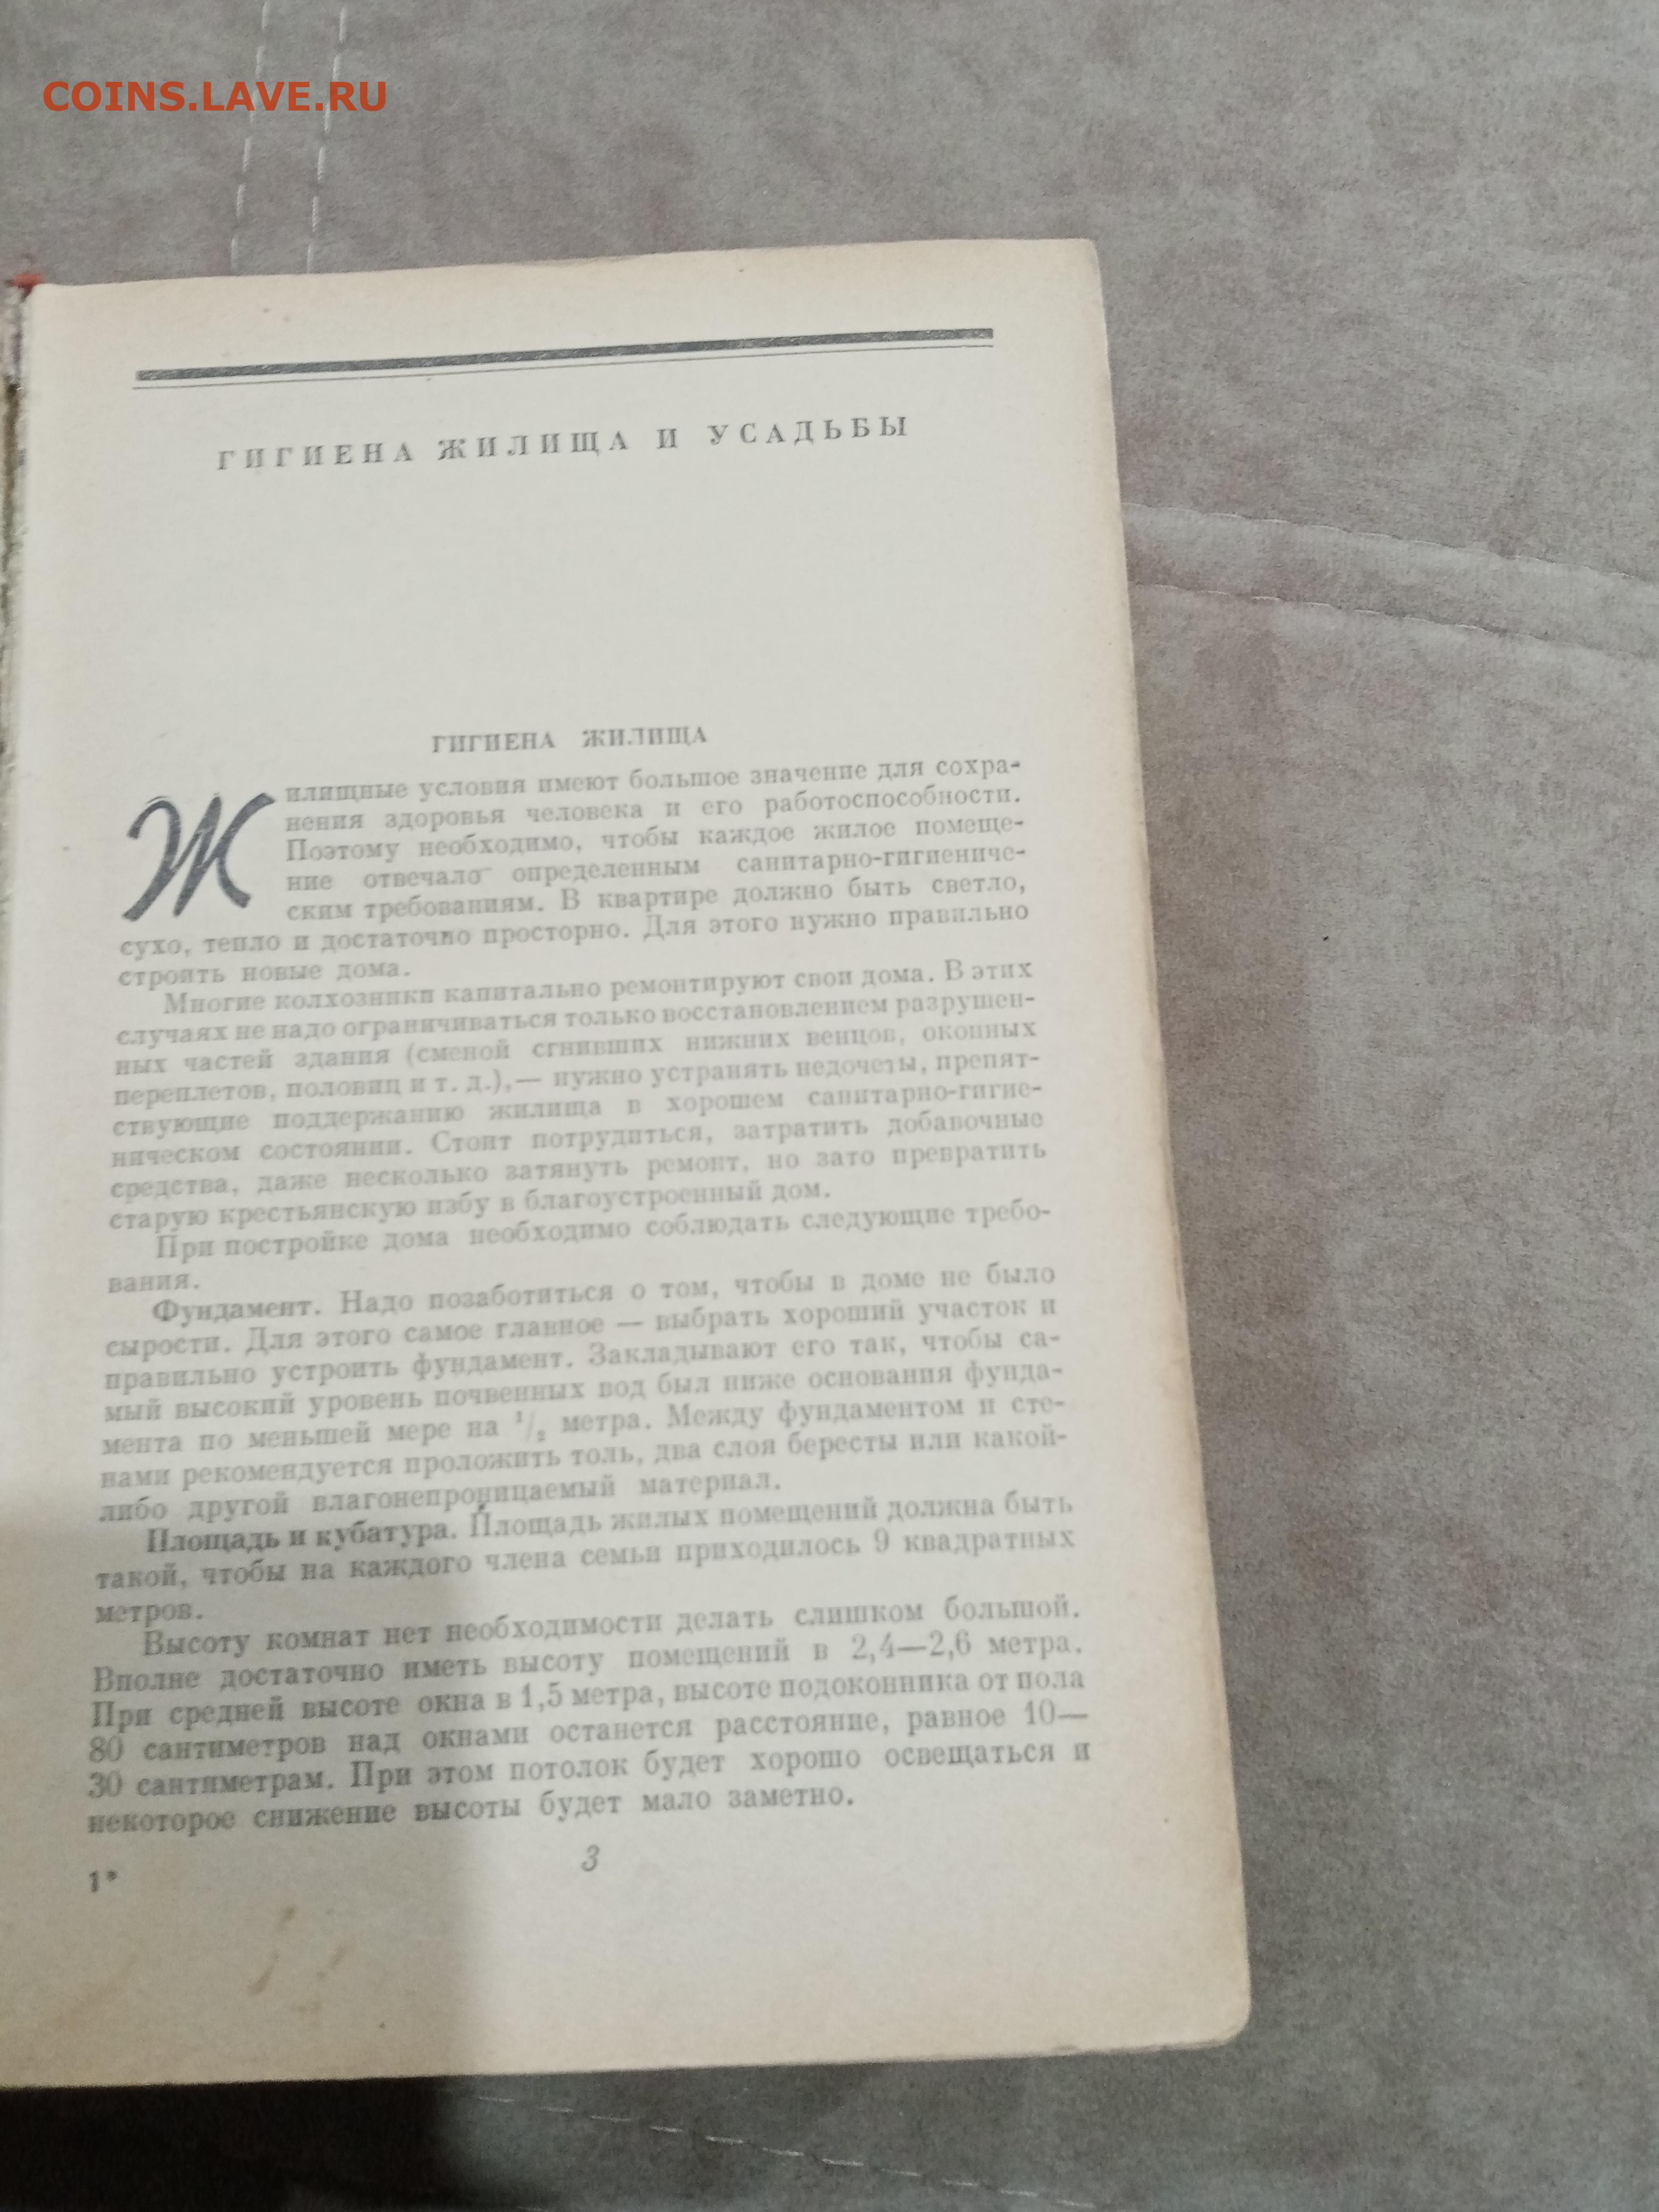 COINS.LAVE.RU
ГИГИЕНА ЖИЛИЩА И УСАДЬБЫ
ГИГИЕНА ЖИЛИЩА
Жилищные условия имеют большое значение для сохра-
нения здоровья человека и его работоспособности.
Поэтому необходимо, чтобы каждое жилое помеще-
ние отвечало определенным санитарно-гигиениче-
ским требованиям. В квартире должно быть светло,
сухо, тепло и достаточно просторно. Для этого нужно правильно
строить новые дома.
Многие колхозники капитально ремонтируют свои дома. В этих
случаях не надо ограничиваться только восстановлением разрушен-
ных частей здания (сменой сгнивших нижних венцов, оконных
переплетов, половиц и т. д.),— нужно устранять недочеты, препят-
ствующие поддержанию жилища в хорошем санитарно-гигие-
ническом состоянии. Стоит потрудиться, затратить добавочные
средства, даже несколько затянуть ремонт, но зато превратить
старую крестьянскую избу в благоустроенный дом.
При постройке дома необходимо соблюдать следующие требо-
вания.
Фундамент. Надо позаботиться о том, чтобы в доме не было
сырости. Для этого самое главное — выбрать хороший участок и
правильно устроить фундамент. Закладывают его так, чтобы са-
мый высокий уровень почвенных вод был ниже основания фунда-
мента по меньшей мере на 1/2 метра. Между фундаментом и сте-
нами рекомендуется проложить толь, два слоя бересты или какой-
либо другой влагонепроницаемый материал.
Площадь и кубатура. Площадь жилых помещений должна быть
такой, чтобы на каждого члена семьи приходилось 9 квадратных
метров.
Высоту комнат нет необходимости делать слишком большой.
Вполне достаточно иметь высоту помещений в 2,4—2,6 метра.
При средней высоте окна в 1,5 метра, высоте подоконника от пола
80 сантиметров над окнами останется расстояние, равное 10—
30 сантиметрам. При этом потолок будет хорошо освещаться и
некоторое снижение высоты будет мало заметно.
1*
3